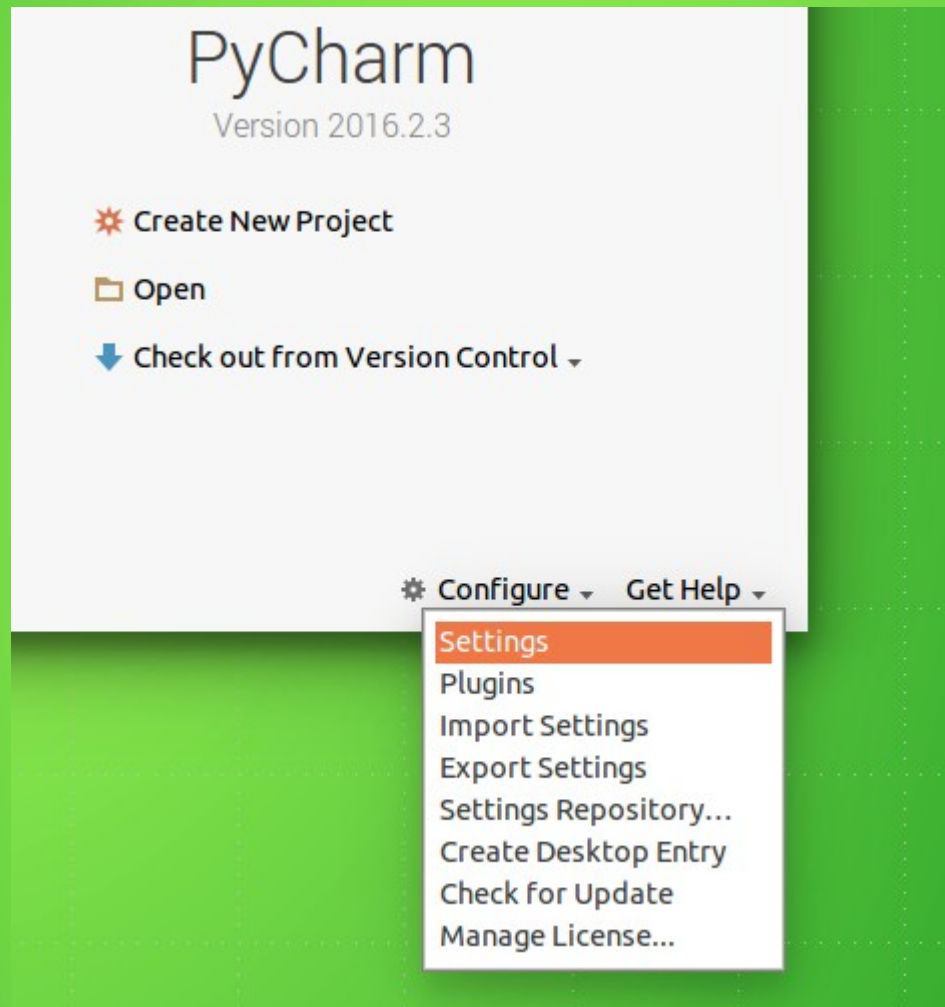 PyCharm
Version 2016.2.3
Create New Project
Open
Check out from Version Control
Configure Get Help
Settings
Plugins
Import Settings
Export Settings
Settings Repository...
Create Desktop Entry
Check for Update
Manage License...